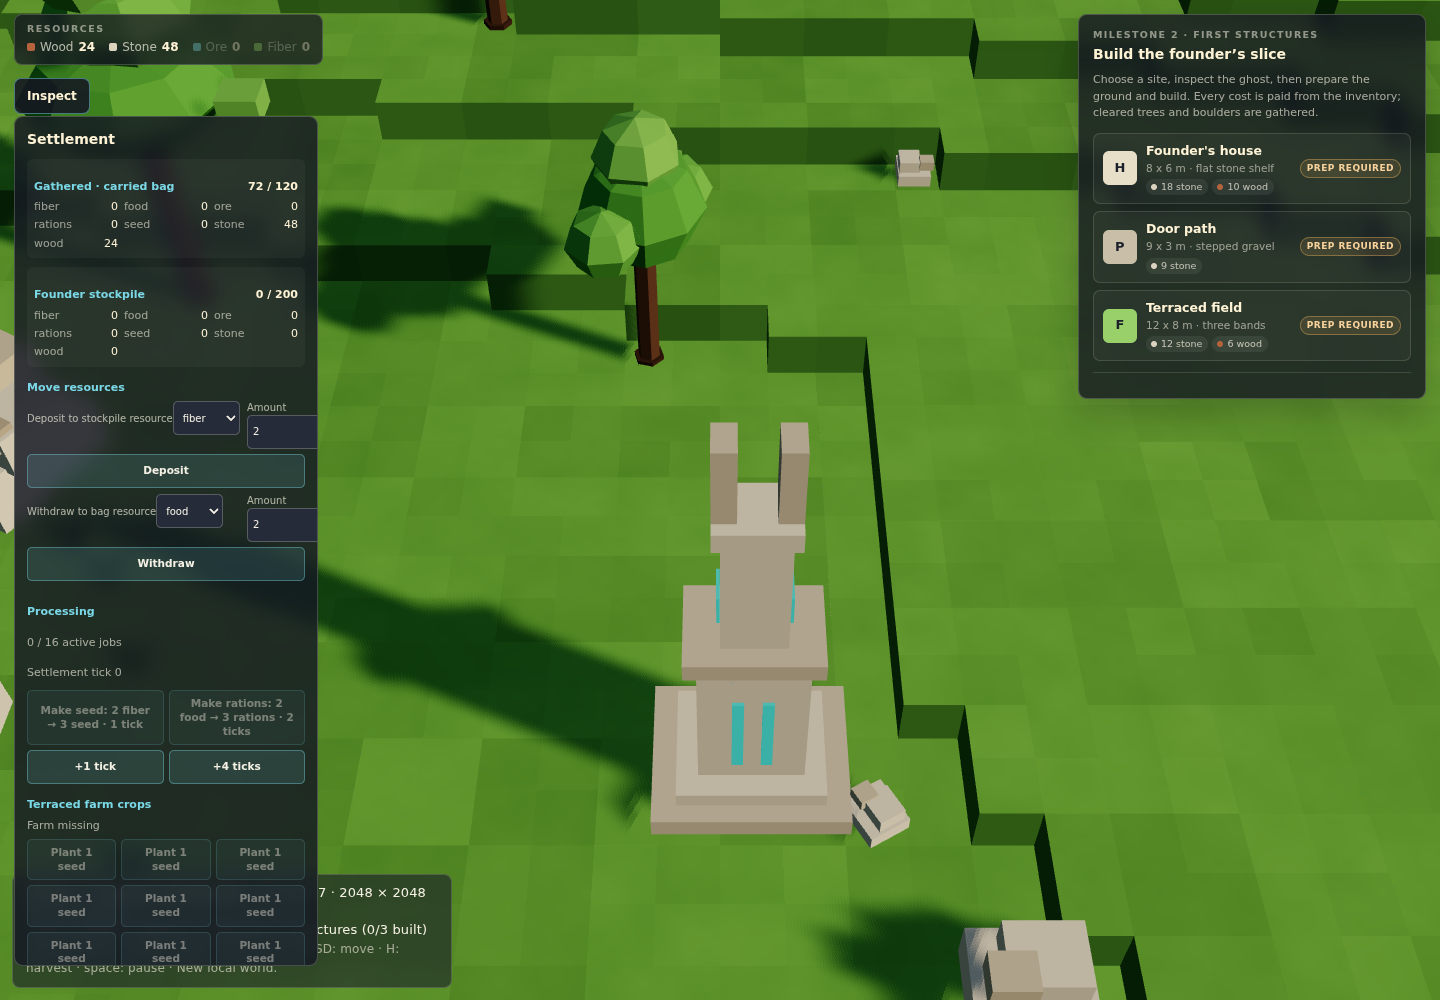 RESOURCES
Wood 24 Stone 48 Ore 0 Fiber 0
Inspect
Settlement
Gathered · carried bag 72 / 120
fiber 0 food 0 ore 0
rations 0 seed 0 stone 48
wood 24
Founder stockpile 0 / 200
fiber 0 food 0 ore 0
rations 0 seed 0 stone 0
wood 0
Move resources
Deposit to stockpile resource fiber Amount
2
Deposit
Withdraw to bag resource food Amount
2
Withdraw
Processing
0 / 16 active jobs
Settlement tick 0
Make seed: 2 fiber
→ 3 seed · 1 tick
Make rations: 2
food → 3 rations · 2
ticks
+1 tick +4 ticks
Terraced farm crops
Farm missing
Plant 1 seed Plant 1 seed Plant 1 seed
Plant 1 seed Plant 1 seed Plant 1 seed
Plant 1 seed Plant 1 seed Plant 1 seed
7 · 2048 × 2048
ctures (0/3 built)
SD: move · H:
harvest · space: pause · New local world.
MILESTONE 2 · FIRST STRUCTURES
Build the founder’s slice
Choose a site, inspect the ghost, then prepare the
ground and build. Every cost is paid from the inventory;
cleared trees and boulders are gathered.
H
Founder's house
8 x 6 m · flat stone shelf
18 stone 10 wood
PREP REQUIRED
P
Door path
9 x 3 m · stepped gravel
9 stone
PREP REQUIRED
F
Terraced field
12 x 8 m · three bands
12 stone 6 wood
PREP REQUIRED